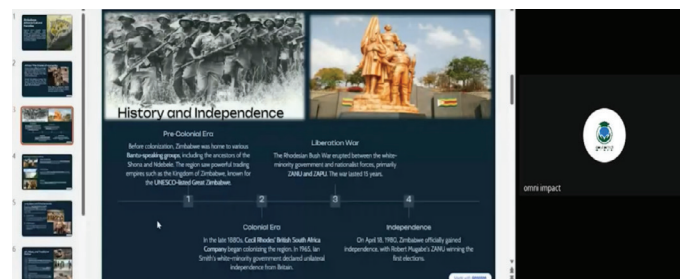 1
2
3
4
5
6
History and Independence
Pre-Colonial Era
Before colonization, Zimbabwe was home to various
Bantu-speaking groups, including the ancestors of the
Shona and Ndebele. The region saw powerful trading
empires such as the Kingdom of Zimbabwe, known for
the UNESCO-listed Great Zimbabwe.
Liberation War
The Rhodesian Bush War erupted between the white-
minority government and nationalist forces, primarily
ZANU and ZAPU. The war lasted 15 years.
1
2
3
4
Colonial Era
In the late 1880s, Cecil Rhodes' British South Africa
Company began colonizing the region. In 1965, Ian
Smith's white-minority government declared unilateral
independence from Britain.
Independence
On April 18, 1980, Zimbabwe officially gained
independence, with Robert Mugabe's ZANU winning the
first elections.
omni impact